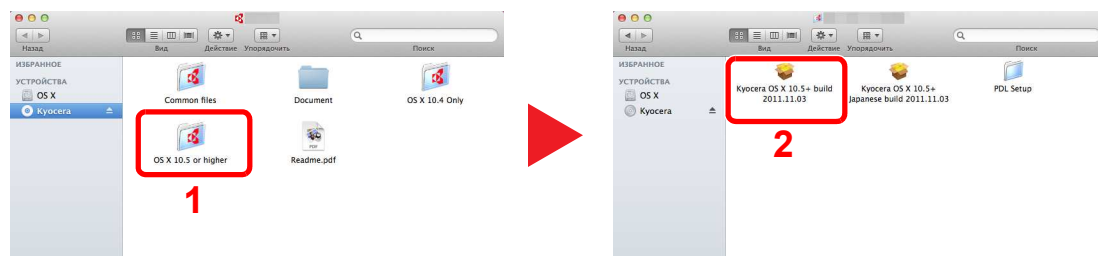 Назад
Вид
Действие
Упорядочить
Поиск
ИЗБРАННОЕ
УСТРОЙСТВА
OS X
Kyocera
Common files
Document
OS X 10.4 Only
OS X 10.5 or higher
PDF
Readme.pdf
1
Назад
Вид
Действие
Упорядочить
Поиск
ИЗБРАННОЕ
УСТРОЙСТВА
OS X
Kyocera
Kyocera OS X 10.5+ build
2011.11.03
Kyocera OS X 10.5+
Japanese build 2011.11.03
PDL Setup
2